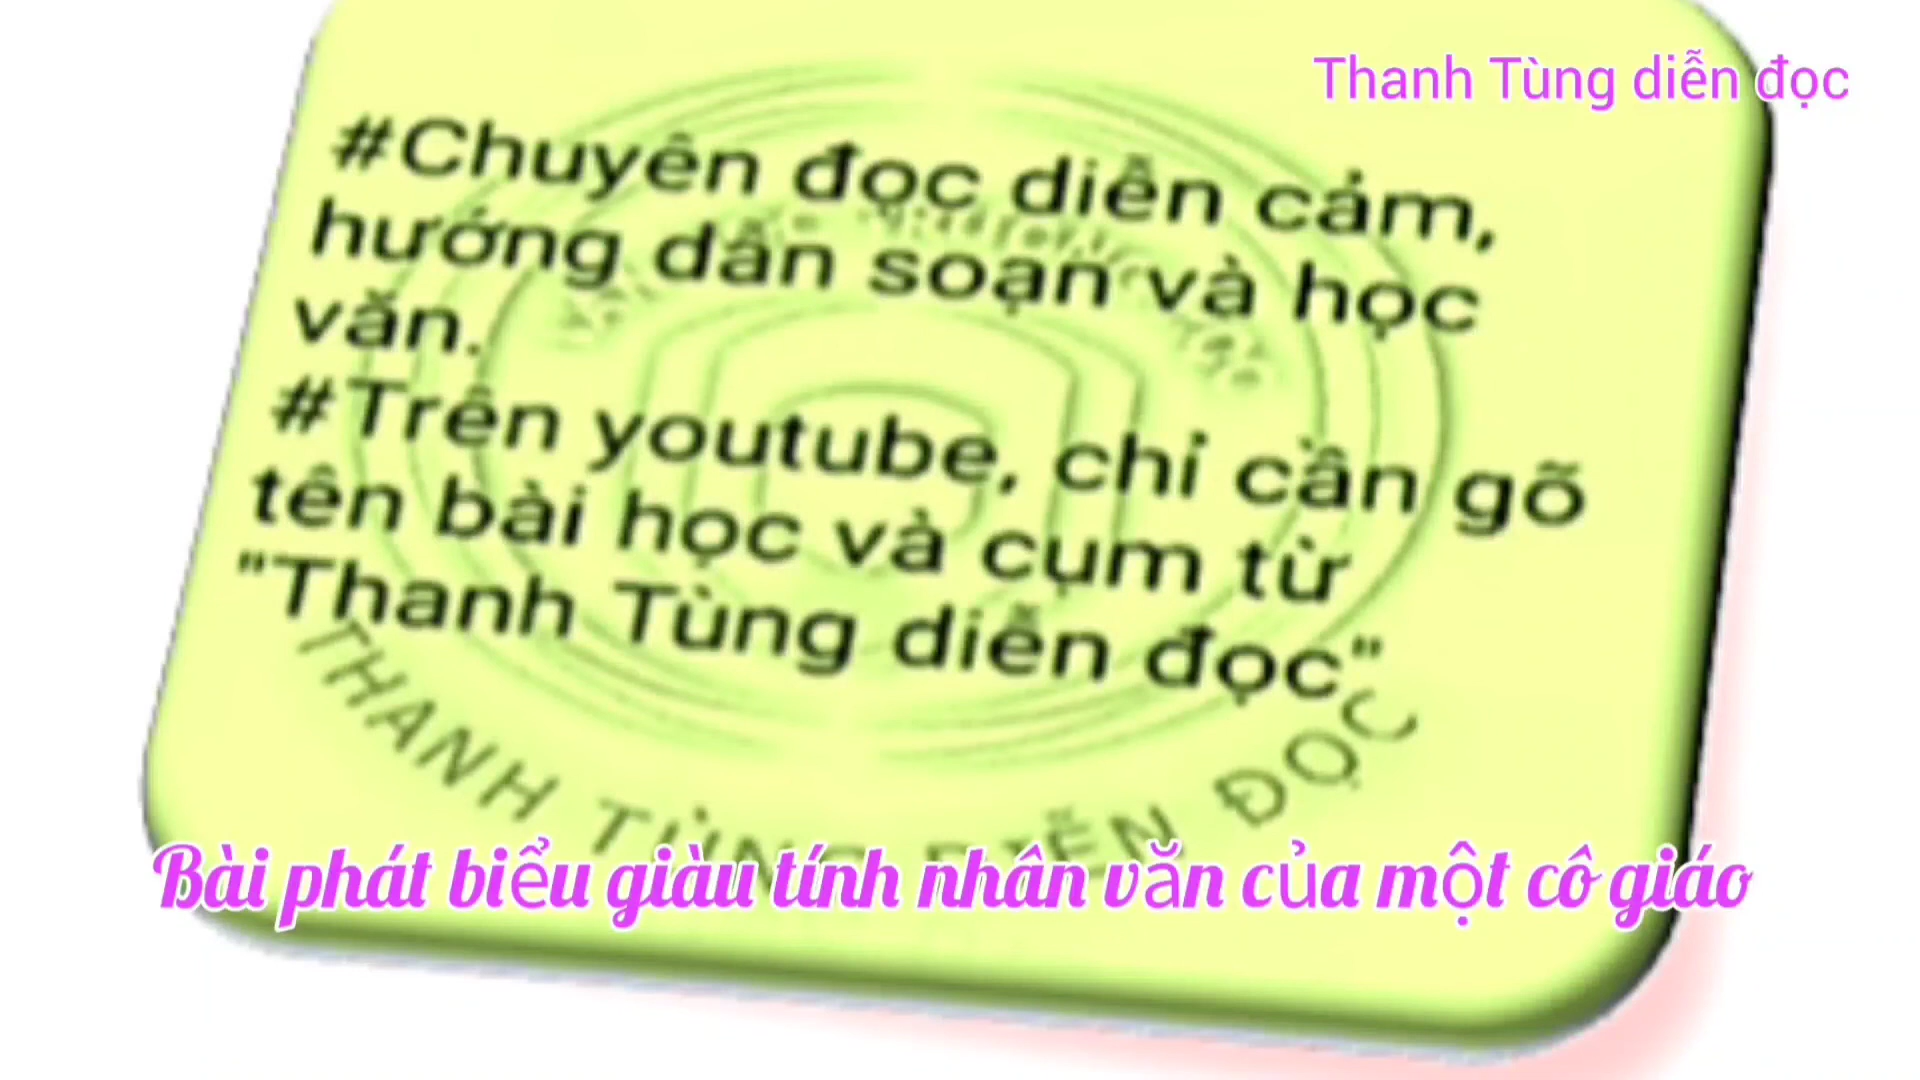 Thanh Tùng diễn đọc
#Chuyên đọc diễn cảm,
hướng dẫn soạn và học
văn.
#Trên youtube, chỉ cần gõ
tên bài học và cụm từ
"Thanh Tùng diễn đọc"
THANH TÙNG DIỄN ĐỌC
Bài phát biểu giàu tính nhân văn của một cô giáo